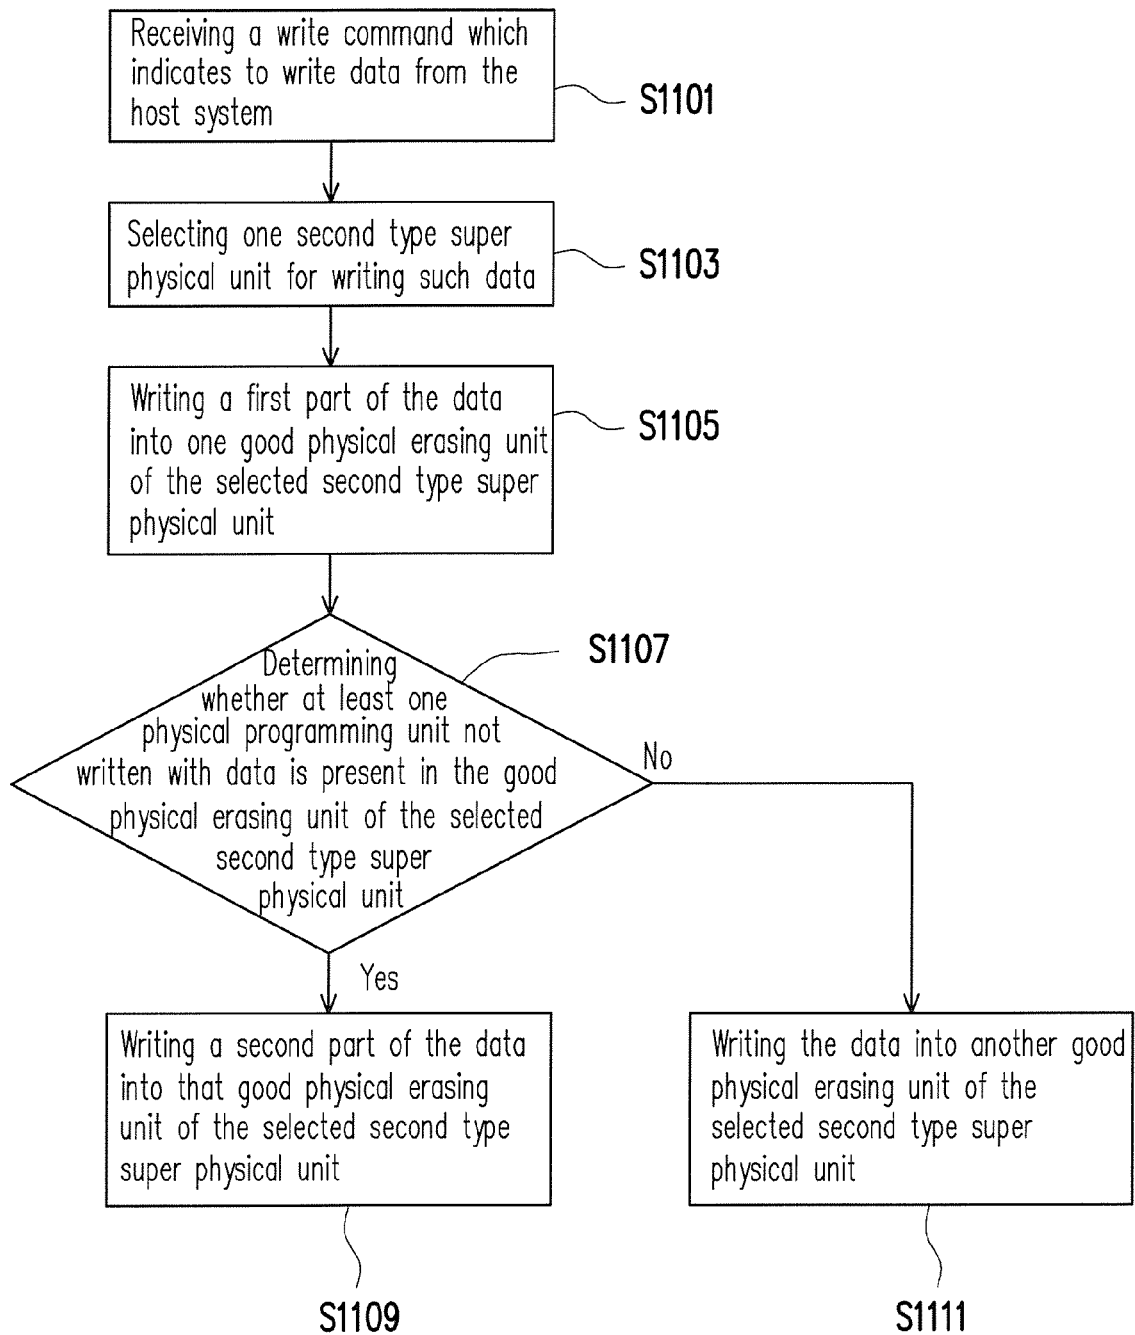 Receiving a write command which
indicates to write data from the
host system
S1101
Selecting one second type super
physical unit for writing such data
S1103
Writing a first part of the data
into one good physical erasing unit
of the selected second type super
physical unit
S1105
Determining
whether at least one
physical programming unit not
written with data is present in the good
physical erasing unit of the selected
second type super
physical unit
S1107
No
Yes
Writing a second part of the data
into that good physical erasing
unit of the selected second type
super physical unit
S1109
Writing the data into another good
physical erasing unit of the
selected second type super
physical unit
S1111